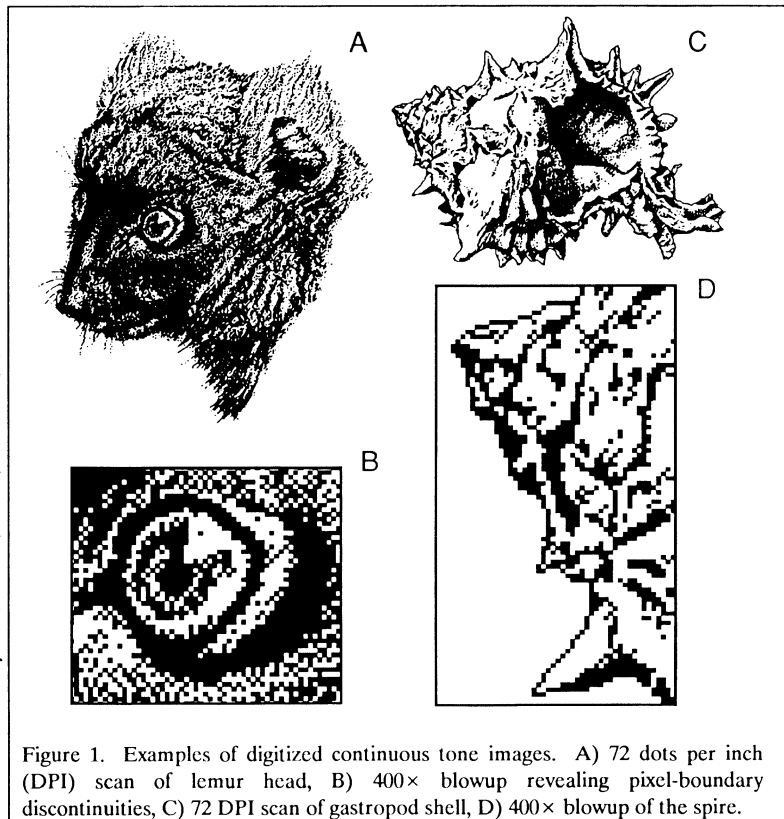 A
C
D
B
Figure 1. Examples of digitized continuous tone images. A) 72 dots per inch
(DPI) scan of lemur head, B) 400× blowup revealing pixel-boundary
discontinuities, C) 72 DPI scan of gastropod shell, D) 400× blowup of the spire.